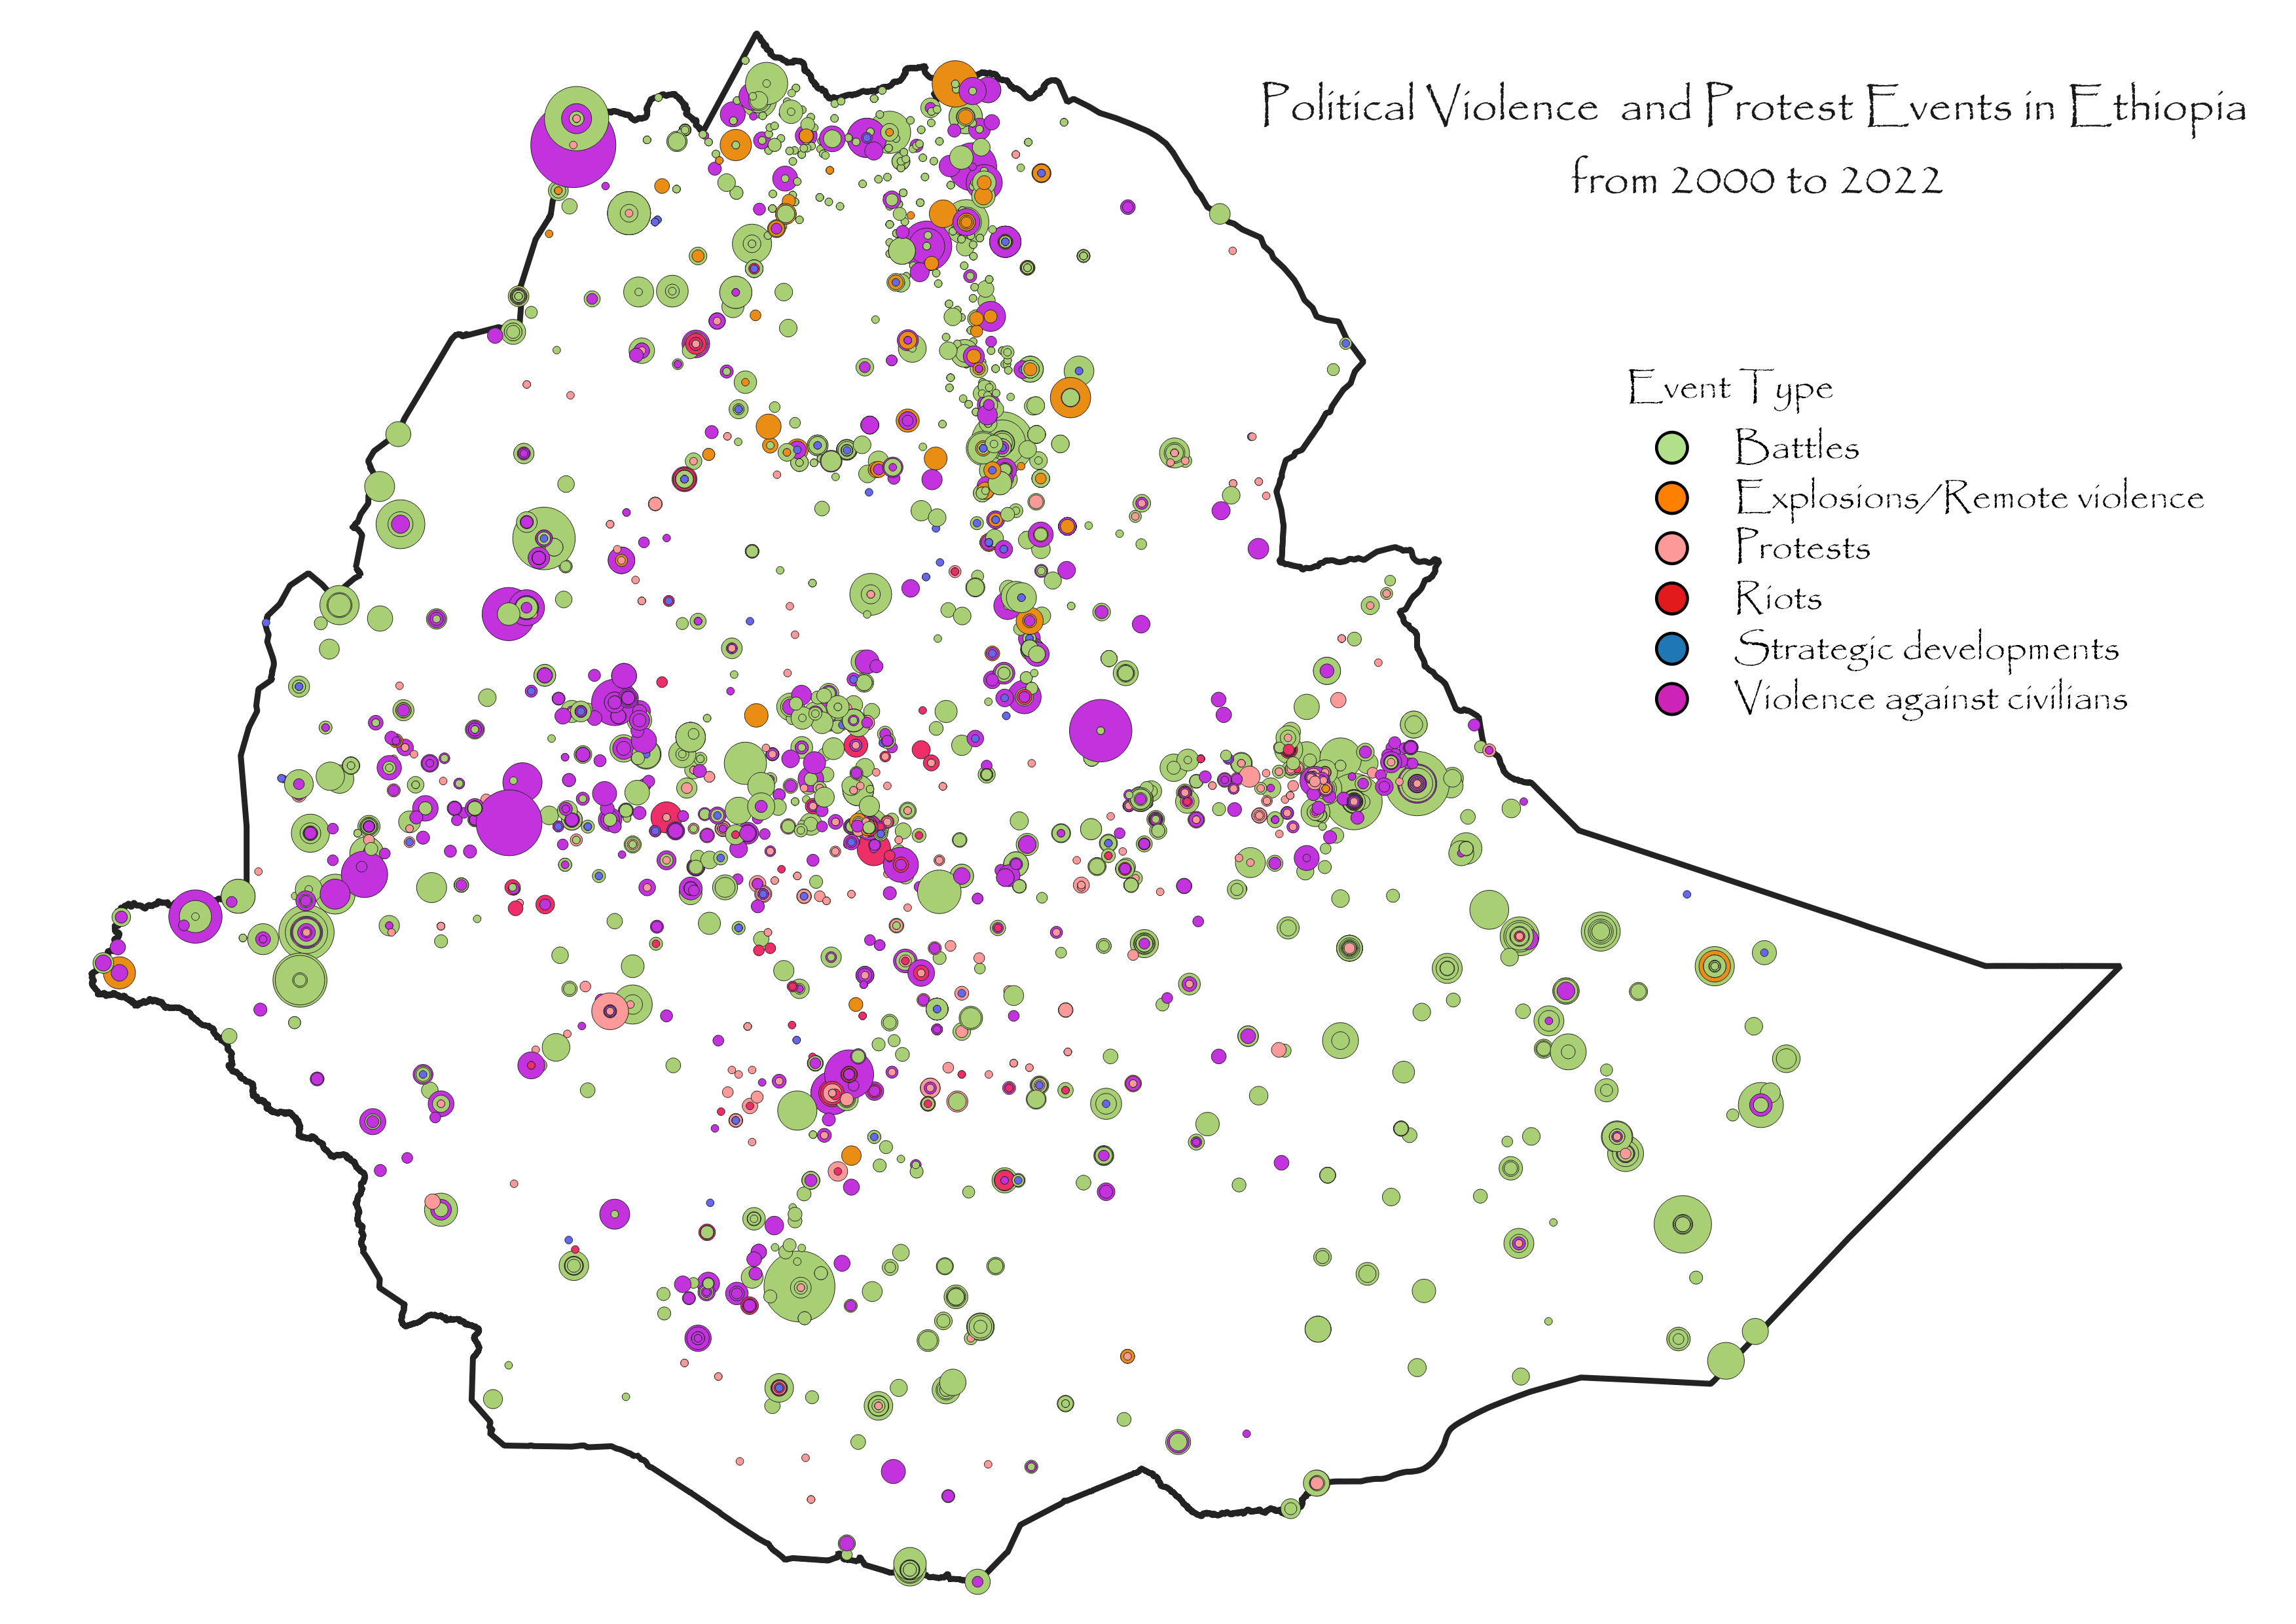 Political Violence and Protest Events in Ethiopia
from 2000 to 2022
Event Type
Battles
Explosions/Remote violence
Protests
Riots
Strategic developments
Violence against civilians